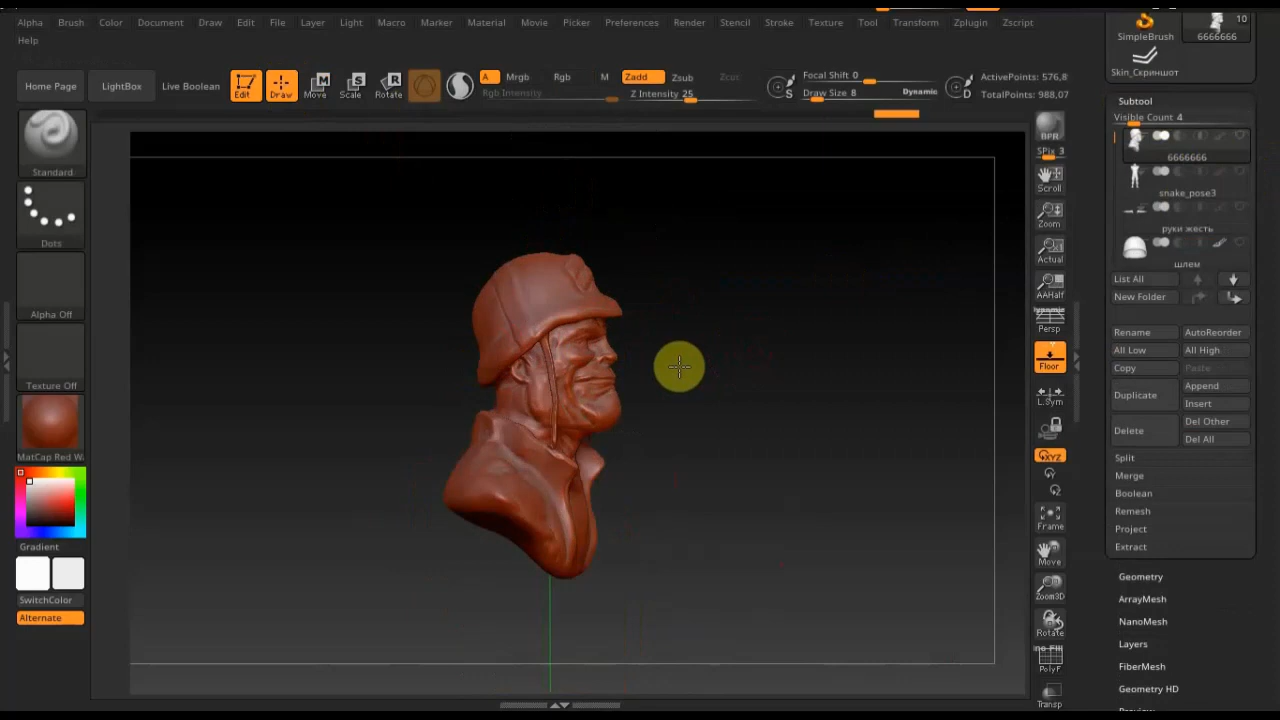 Alpha Brush Color Document Draw Edit File Layer Light Macro Marker Material Movie Picker Preferences Render Stencil Stroke Texture Tool Transform Zplugin Zscript
Help
SimpleBrush
10
6666666
Skin_Скриншот
Home Page
LightBox
Live Boolean
Edit
Draw
Move
Scale
Rotate
A
Mrgb
Rgb
M
Rgb Intensity
Zadd
Zsub
Zcut
Z Intensity 25
S
Focal Shift 0
Draw Size 8
Dynamic
D
ActivePoints: 576,8
TotalPoints: 988,07
Standard
Dots
Alpha Off
Texture Off
MatCap Red W
Gradient
SwitchColor
Alternate
BPR
SPix 3
Scroll
Zoom
Actual
AAHalf
Dynamic
Persp
Floor
L.Sym
XYZ
Y
Z
Frame
Move
Zoom3D
Rotate
PolyF
Transp
Subtool
Visible Count 4
6666666
snake_pose3
руки жесть
шлем
List All
New Folder
Rename
AutoReorder
All Low
All High
Copy
Paste
Duplicate
Append
Insert
Delete
Del Other
Del All
Split
Merge
Boolean
Remesh
Project
Extract
Geometry
ArrayMesh
NanoMesh
Layers
FiberMesh
Geometry HD